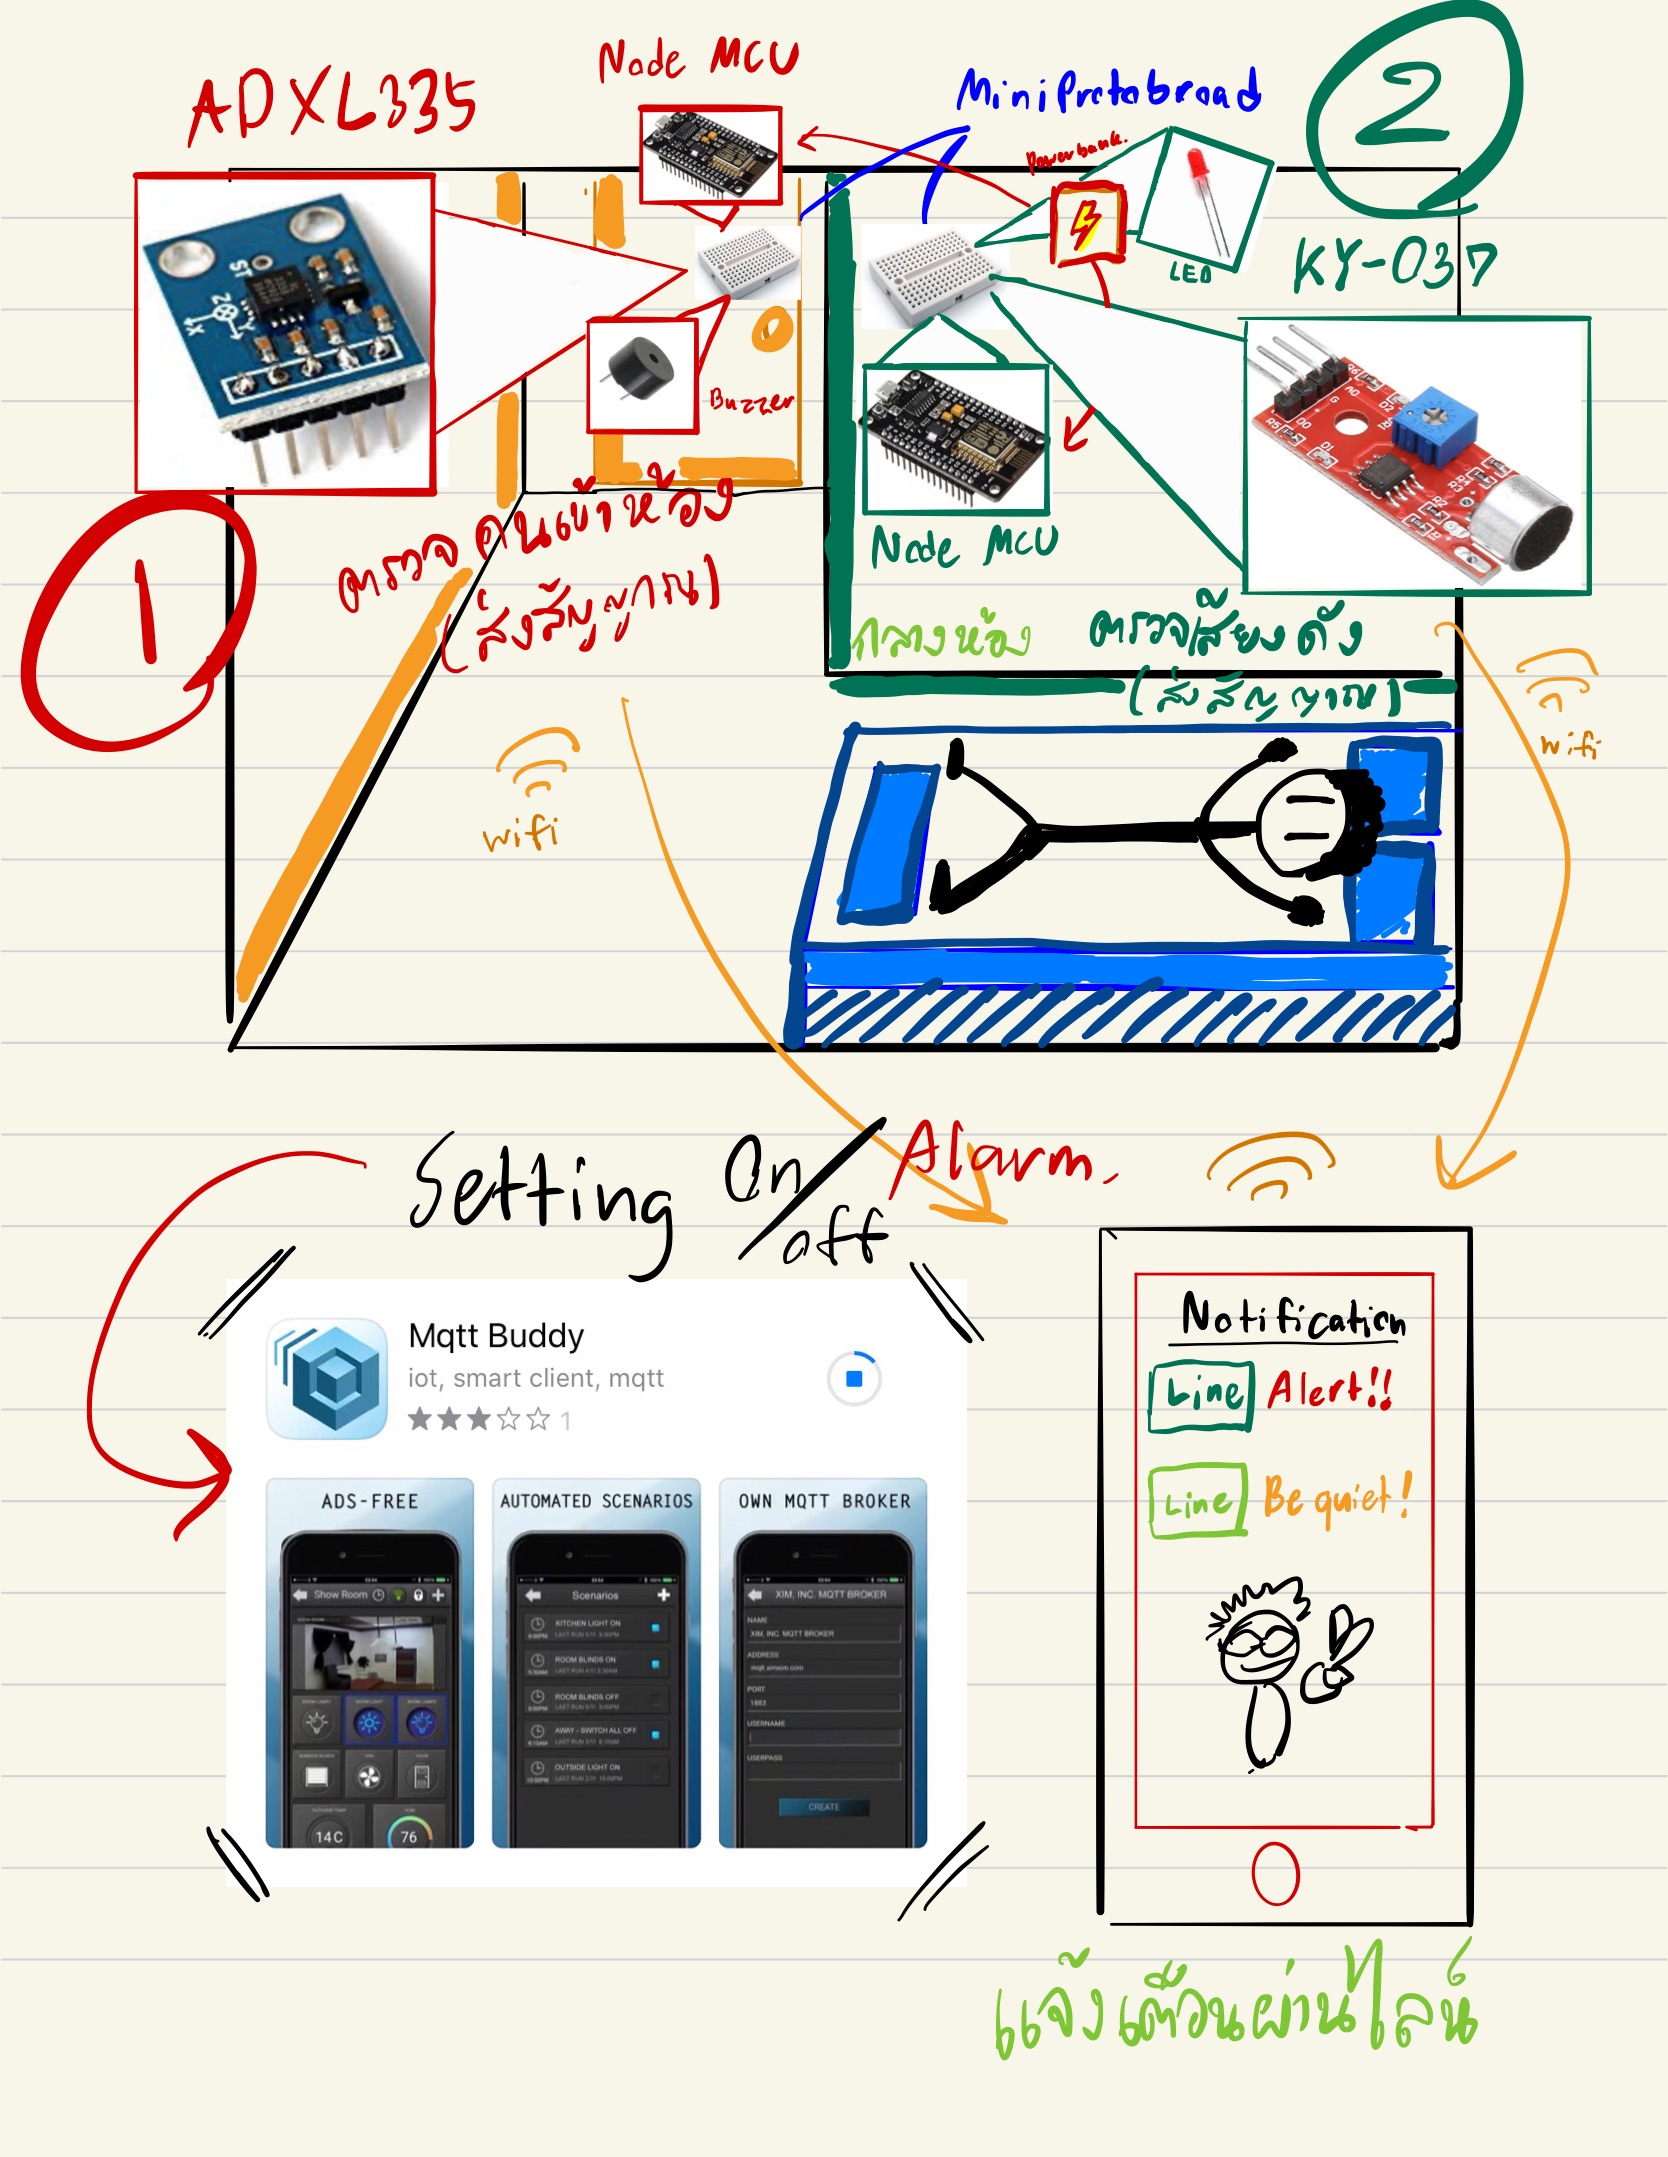 ADXL335
Node MCU
MiniProtobroad
2
Powerbank.
LED
KY-037
Buzzer
1
ตรวจ คนเข้าห้อง
(ส่งสัญญาณ)
Node MCU
กลางห้อง
ตรวจเสียงดัง
(ส่งสัญญาณ)
wifi
wifi
Setting On/off Alarm.
Mqtt Buddy
iot, smart client, mqtt
1
ADS-FREE
AUTOMATED SCENARIOS
OWN MQTT BROKER
Show Room
14C
76
Scenarios
KITCHEN LIGHT ON
ROOM BLINDS ON
ROOM BLINDS OFF
AWAY - SWITCH ALL OFF
OUTSIDE LIGHT ON
XIM, INC. MQTT BROKER
NAME
XIM, INC. MQTT BROKER
ADDRESS
mqtt.ximxim.com
PORT
1883
USERNAME
USERPASS
CREATE
Notification
Line Alert!!
Line Be quiet!
แจ้งเตือนผ่านไลน์